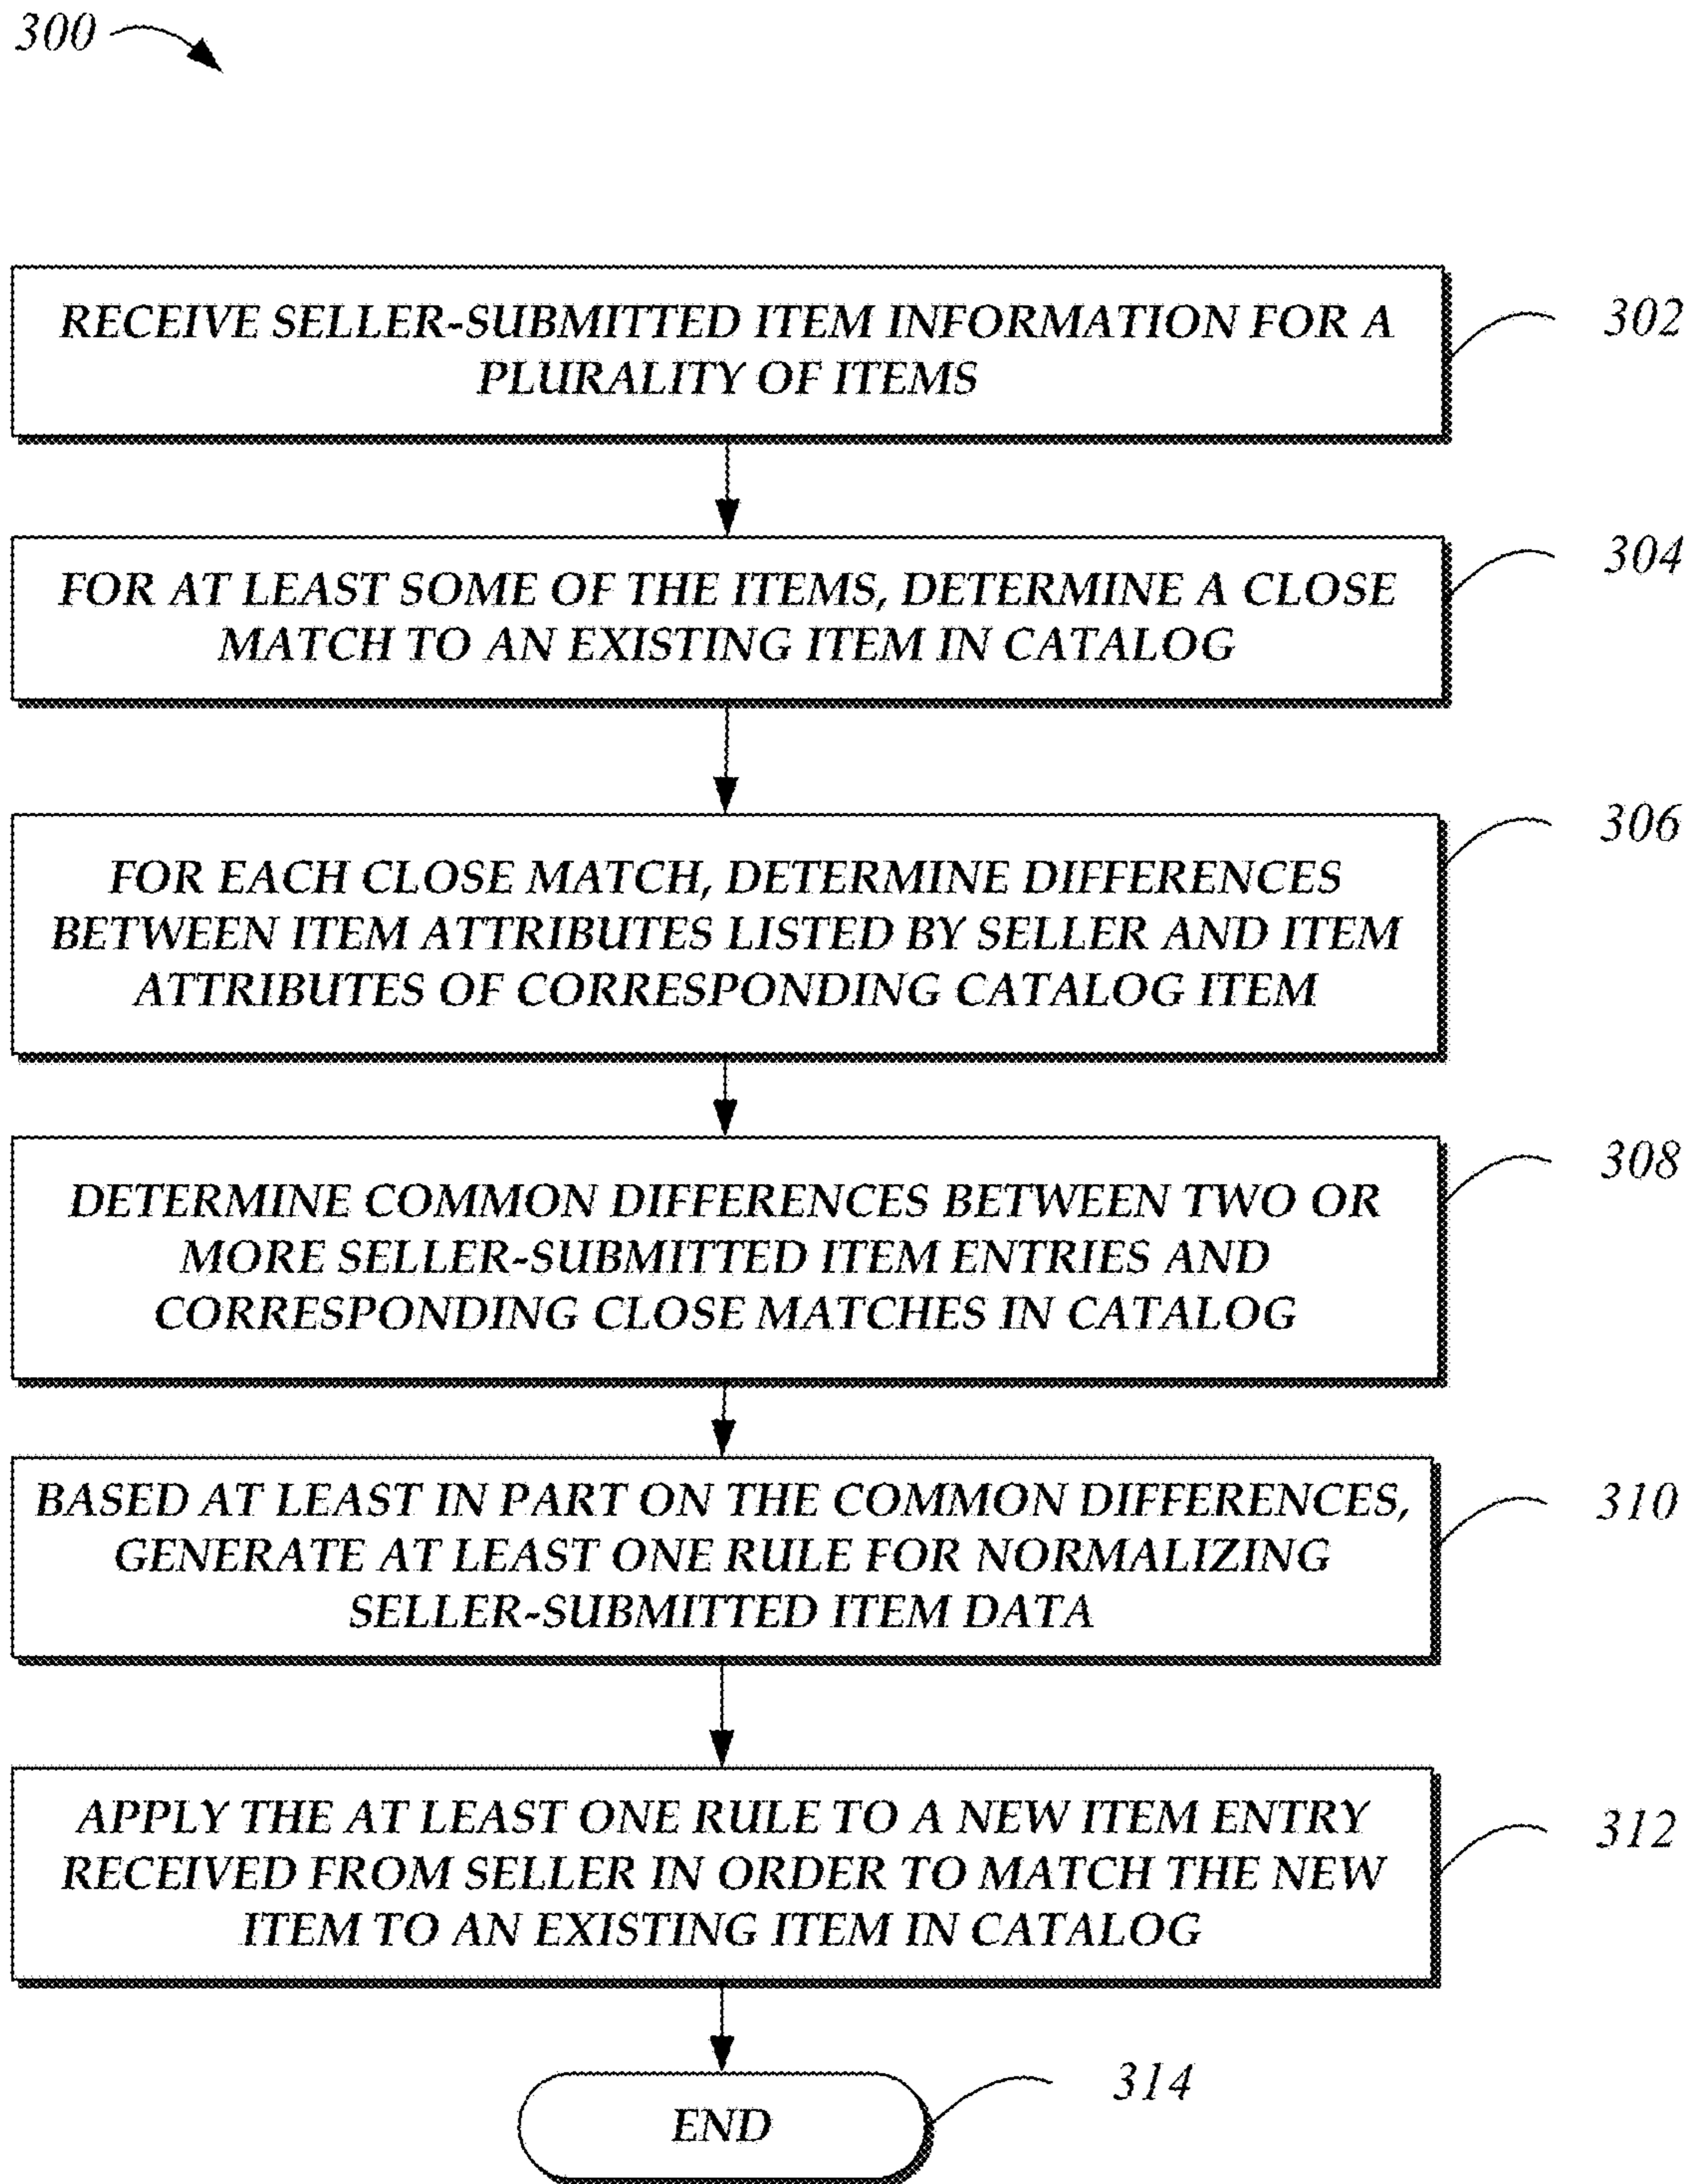 300
RECEIVE SELLER-SUBMITTED ITEM INFORMATION FOR A
PLURALITY OF ITEMS
302
FOR AT LEAST SOME OF THE ITEMS, DETERMINE A CLOSE
MATCH TO AN EXISTING ITEM IN CATALOG
304
FOR EACH CLOSE MATCH, DETERMINE DIFFERENCES
BETWEEN ITEM ATTRIBUTES LISTED BY SELLER AND ITEM
ATTRIBUTES OF CORRESPONDING CATALOG ITEM
306
DETERMINE COMMON DIFFERENCES BETWEEN TWO OR
MORE SELLER-SUBMITTED ITEM ENTRIES AND
CORRESPONDING CLOSE MATCHES IN CATALOG
308
BASED AT LEAST IN PART ON THE COMMON DIFFERENCES,
GENERATE AT LEAST ONE RULE FOR NORMALIZING
SELLER-SUBMITTED ITEM DATA
310
APPLY THE AT LEAST ONE RULE TO A NEW ITEM ENTRY
RECEIVED FROM SELLER IN ORDER TO MATCH THE NEW
ITEM TO AN EXISTING ITEM IN CATALOG
312
END
314